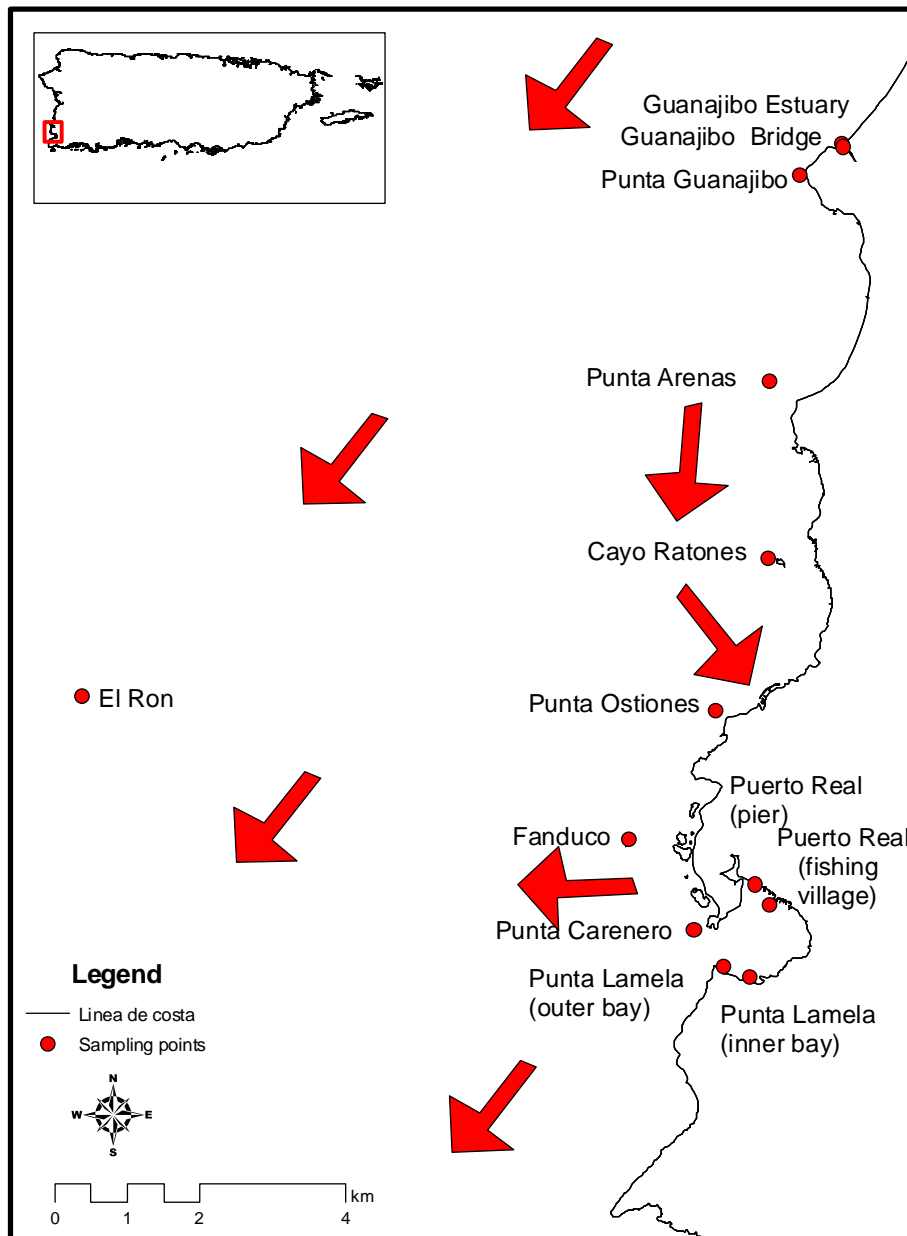 Guanajibo Estuary
Guanajibo Bridge
Punta Guanajibo
Punta Arenas
Cayo Ratones
El Ron
Punta Ostiones
Puerto Real
(pier)
Fanduco
Puerto Real
(fishing
village)
Punta Carenero
Punta Lamela
(outer bay)
Punta Lamela
(inner bay)
Legend
Linea de costa
Sampling points
N
W E
S
km
0 1 2 4